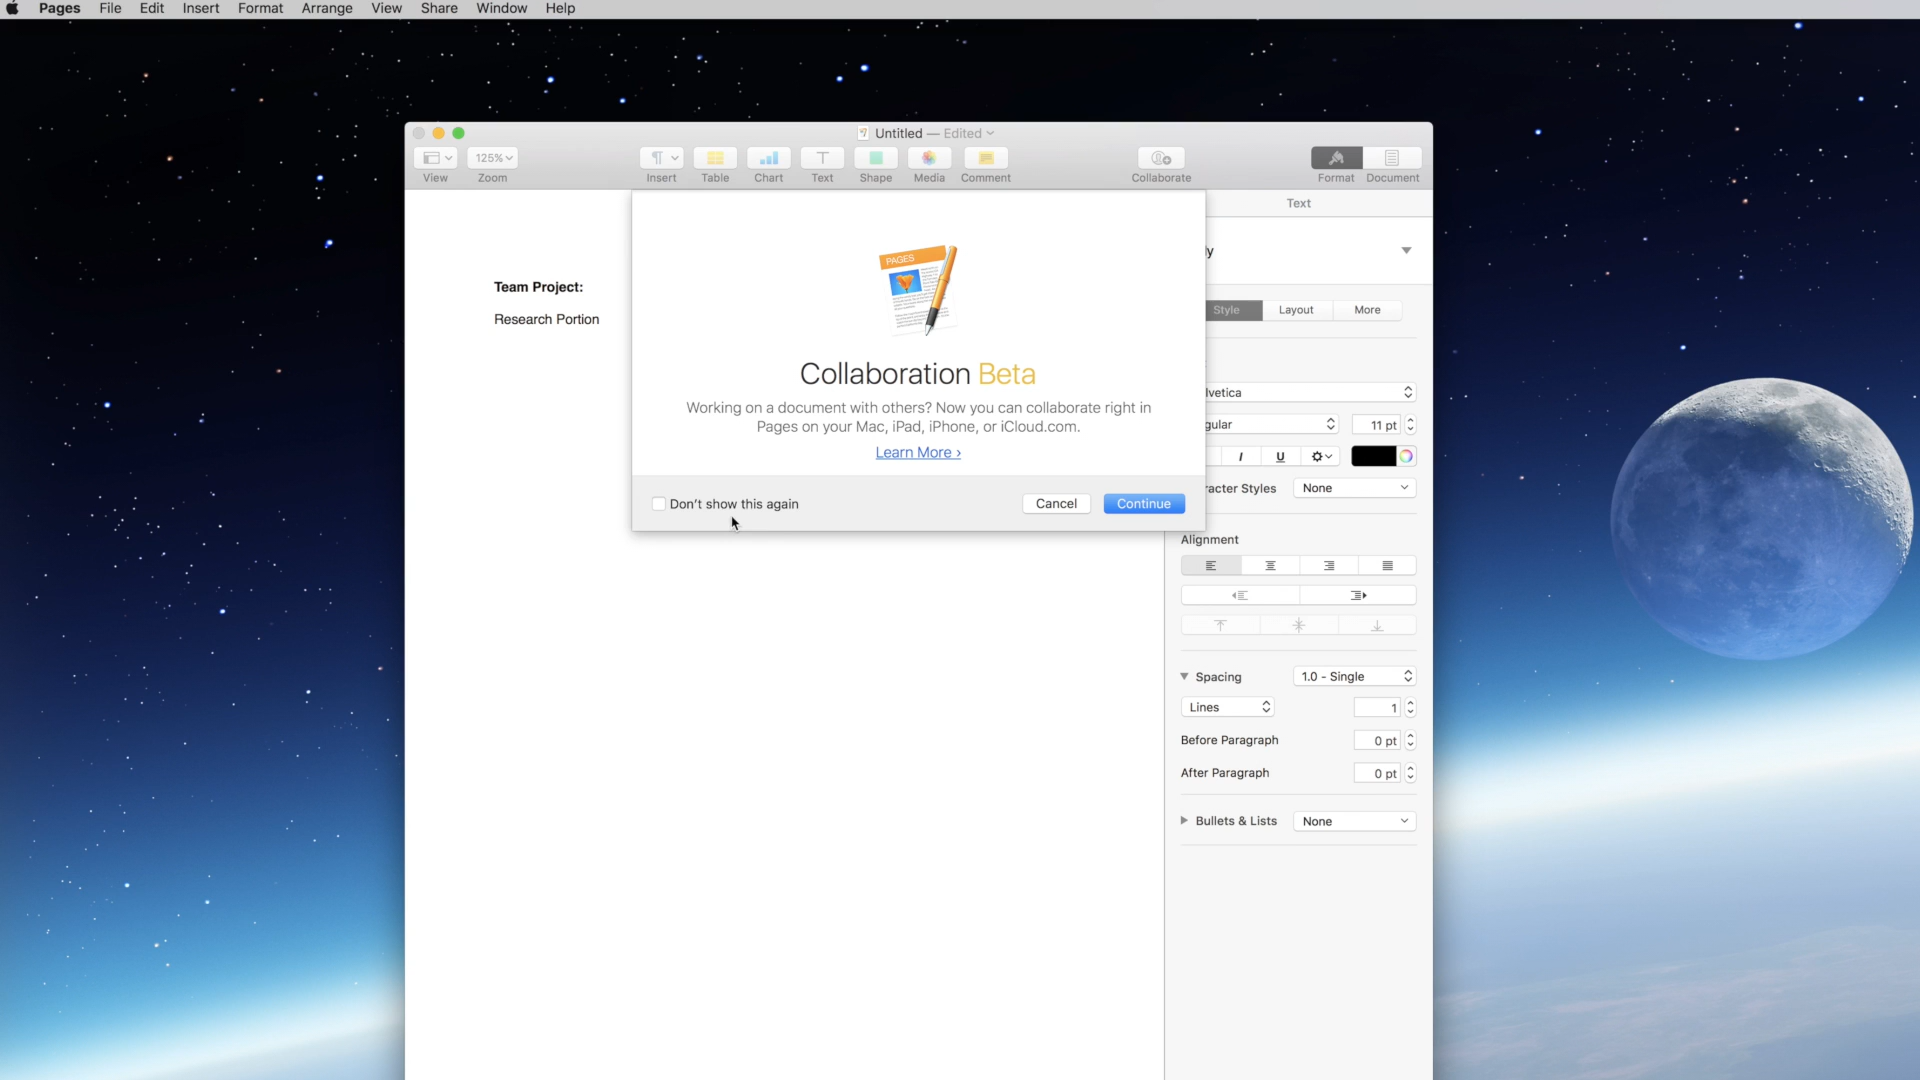 Pages File Edit Insert Format Arrange View Share Window Help
Untitled — Edited
125%
View Zoom Insert Table Chart Text Shape Media Comment Collaborate Format Document
Text
Team Project:
Research Portion
PAGES
Collaboration Beta
Working on a document with others? Now you can collaborate right in
Pages on your Mac, iPad, iPhone, or iCloud.com.
Learn More ›
Don't show this again
Cancel Continue
ly
Style Layout More
lvetica
gular 11 pt
I U
racter Styles None
Alignment
Spacing 1.0 - Single
Lines 1
Before Paragraph 0 pt
After Paragraph 0 pt
Bullets & Lists None